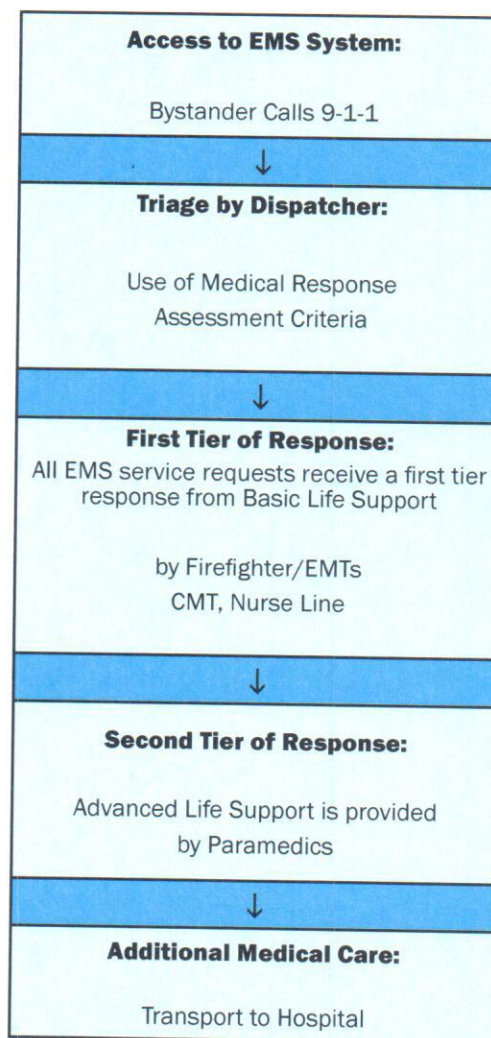 Access to EMS System:
Bystander Calls 9-1-1
↓
Triage by Dispatcher:
Use of Medical Response
Assessment Criteria
↓
First Tier of Response:
All EMS service requests receive a first tier
response from Basic Life Support
by Firefighter/EMTs
CMT, Nurse Line
↓
Second Tier of Response:
Advanced Life Support is provided
by Paramedics
↓
Additional Medical Care:
Transport to Hospital